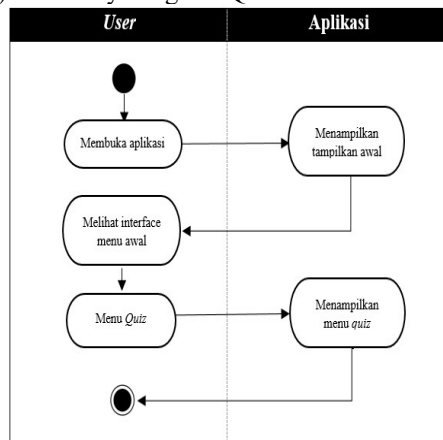 User
Aplikasi
Membuka aplikasi
Menampilkan
tampilkan awal
Melihat interface
menu awal
Menu Quiz
Menampilkan
menu quiz